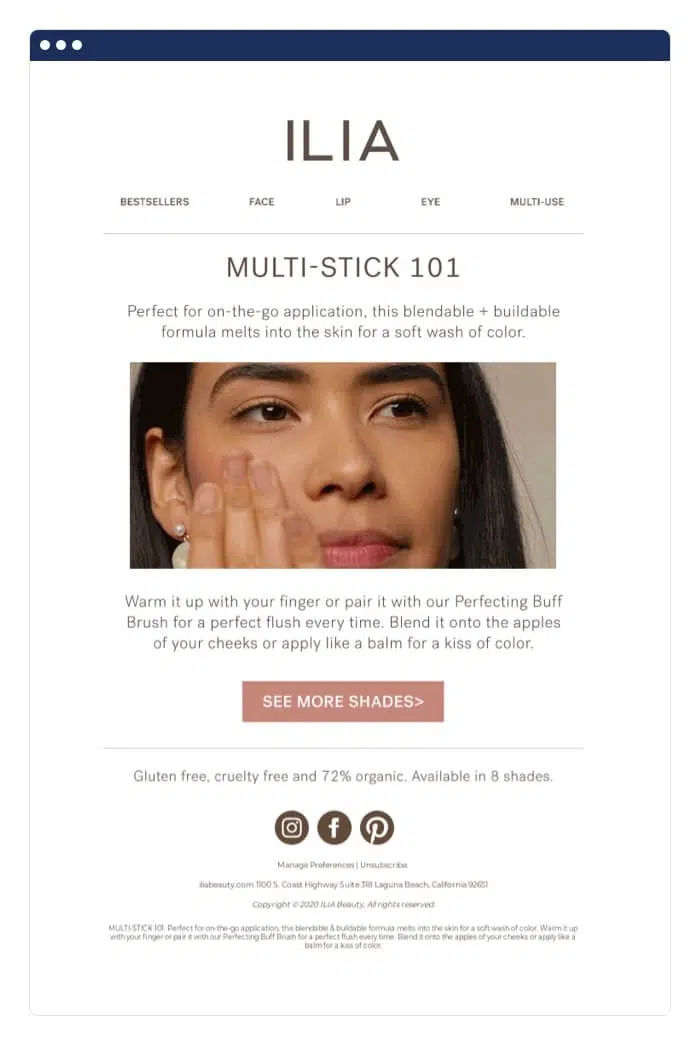 ILIA
BESTSELLERS FACE LIP EYE MULTI-USE
MULTI-STICK 101
Perfect for on-the-go application, this blendable + buildable
formula melts into the skin for a soft wash of color.
Warm it up with your finger or pair it with our Perfecting Buff
Brush for a perfect flush every time. Blend it onto the apples
of your cheeks or apply like a balm for a kiss of color.
SEE MORE SHADES>
Gluten free, cruelty free and 72% organic. Available in 8 shades.
Manage Preferences | Unsubscribe.
iliabeauty.com 1100 S. Coast Highway Suite 318 Laguna Beach, California 92651
Copyright © 2020 ILIA Beauty, All rights reserved
MULTI-STICK 101: Perfect for on-the-go application, this blendable & buildable formula melts into the skin for a soft wash of color. Warm it up
with your finger or pair it with our Perfecting Buff Brush for a perfect flush every time. Blend it onto the apples of your cheeks or apply like a
balm for a kiss of color.